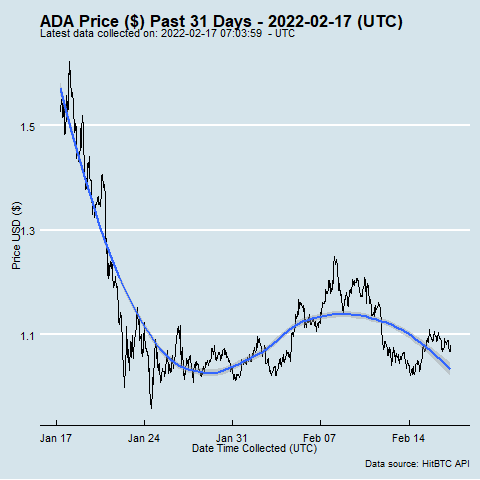 ADA Price ($) Past 31 Days - 2022-02-17 (UTC)
Latest data collected on: 2022-02-17 07:03:59 - UTC
1.5
1.3
1.1
Price USD ($)
Jan 17
Jan 24
Jan 31
Feb 07
Feb 14
Date Time Collected (UTC)
Data source: HitBTC API